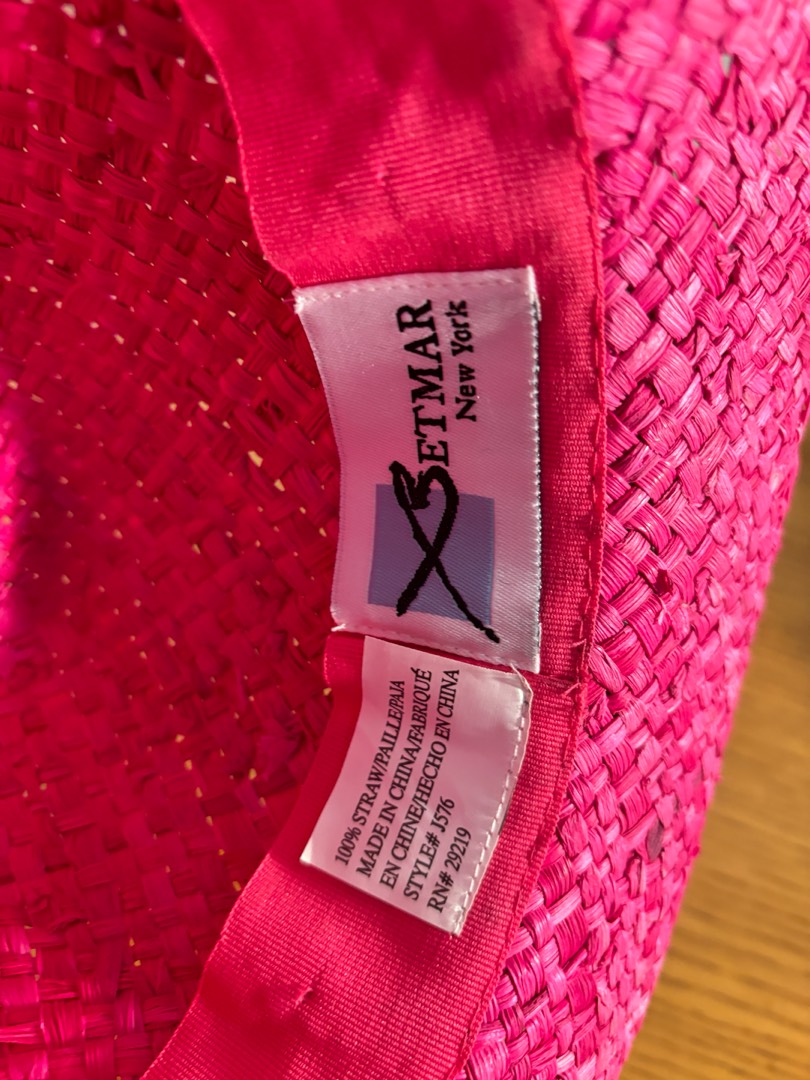 BETMAR
New York
100% STRAW/PAILLE/PAJA
MADE IN CHINA/FABRIQUÉ
EN CHINE/HECHO EN CHINA
STYLE# J576
RN# 29219